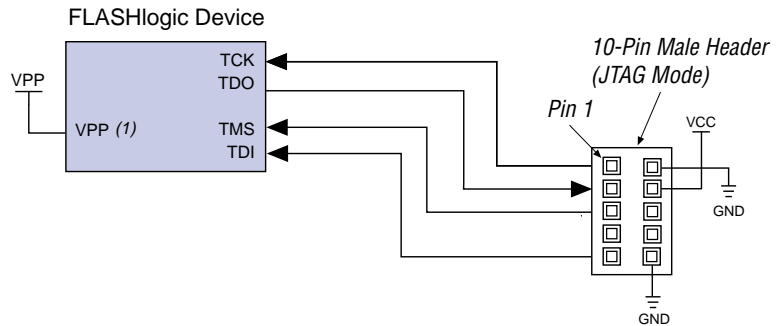 FLASHlogic Device
VPP
VPP (1)
TCK
TDO
TMS
TDI
10-Pin Male Header
(JTAG Mode)
Pin 1
VCC
GND
GND